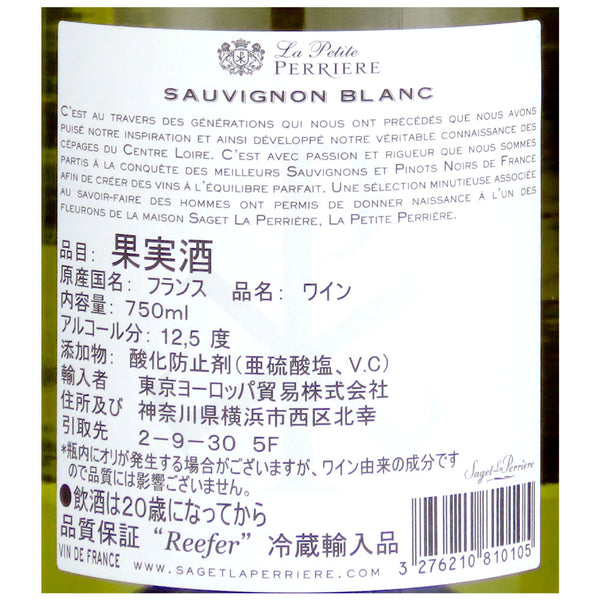 La Petite
PERRIERE
SAUVIGNON BLANC
C'EST AU TRAVERS DES GÉNÉRATIONS QUI NOUS ONT PRÉCÉDÉS QUE NOUS AVONS
PUISÉ NOTRE INSPIRATION ET AINSI DÉVELOPPÉ NOTRE VÉRITABLE CONNAISSANCE DES
CÉPAGES DU CENTRE LOIRE. C'EST AVEC PASSION ET RIGUEUR QUE NOUS SOMMES
PARTIS À LA CONQUÊTE DES MEILLEURS SAUVIGNONS ET PINOTS NOIRS DE FRANCE
AFIN DE CRÉER DES VINS À L'ÉQUILIBRE PARFAIT. UNE SÉLECTION MINUTIEUSE ASSOCIÉE
AU SAVOIR-FAIRE DES HOMMES ONT PERMIS DE DONNER NAISSANCE À L'UN DES
FLEURONS DE LA MAISON SAGET LA PERRIÈRE, LA PETITE PERRIÈRE.
品目: 果実酒
原産国名: フランス 品名: ワイン
内容量: 750ml
アルコール分: 12,5 度
添加物: 酸化防止剤(亜硫酸塩、V.C)
輸入者 東京ヨーロッパ貿易株式会社
住所及び 神奈川県横浜市西区北幸
引取先 2-9-30 5F
*瓶内にオリが発生する場合がございますが、ワイン由来の成分です
ので品質には影響ございません。
Saget La Perrière
●飲酒は20歳になってから
品質保証 "Reefer" 冷蔵輸入品
VIN DE FRANCE
WWW.SAGETLAPERRIERE.COM
3 276210 810105